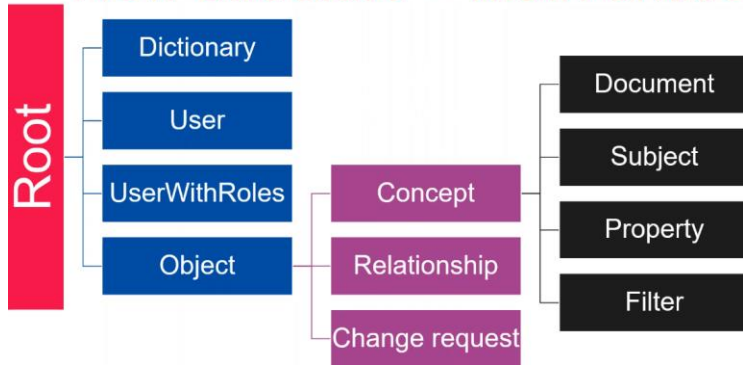 Root
Dictionary
User
UserWithRoles
Object
Concept
Relationship
Change request
Document
Subject
Property
Filter